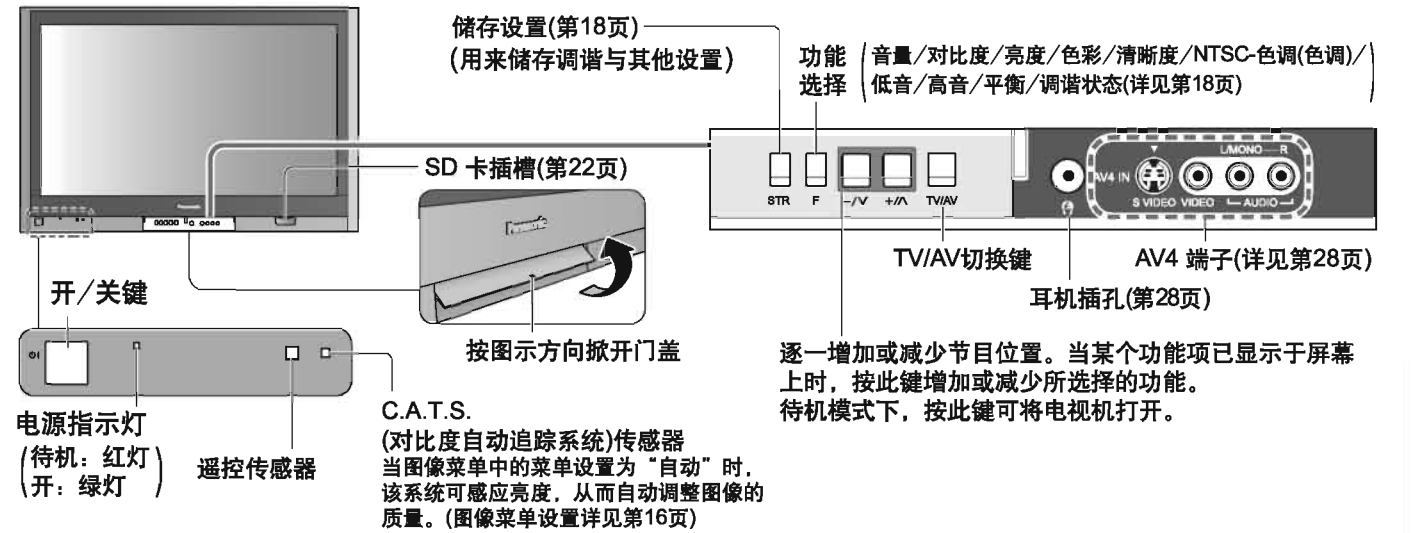 储存设置(第18页)
(用来储存调谐与其他设置)
功能
选择
音量/对比度/亮度/色彩/清晰度/NTSC-色调(色调)/
低音/高音/平衡/调谐状态(详见第18页)
SD 卡插槽(第22页)
Panasonic
按图示方向掀开门盖
STR
F
-/∨
+/∧
TV/AV
AV4 IN
S VIDEO
VIDEO
L/MONO
R
AUDIO
TV/AV切换键
AV4 端子(详见第28页)
耳机插孔(第28页)
逐一增加或减少节目位置。当某个功能项已显示于屏幕
上时，按此键增加或减少所选择的功能。
待机模式下，按此键可将电视机打开。
开/关键
电源指示灯
(待机：红灯
开：绿灯)
遥控传感器
C.A.T.S.
(对比度自动追踪系统)传感器
当图像菜单中的菜单设置为“自动”时，
该系统可感应亮度，从而自动调整图像的
质量。(图像菜单设置详见第16页)